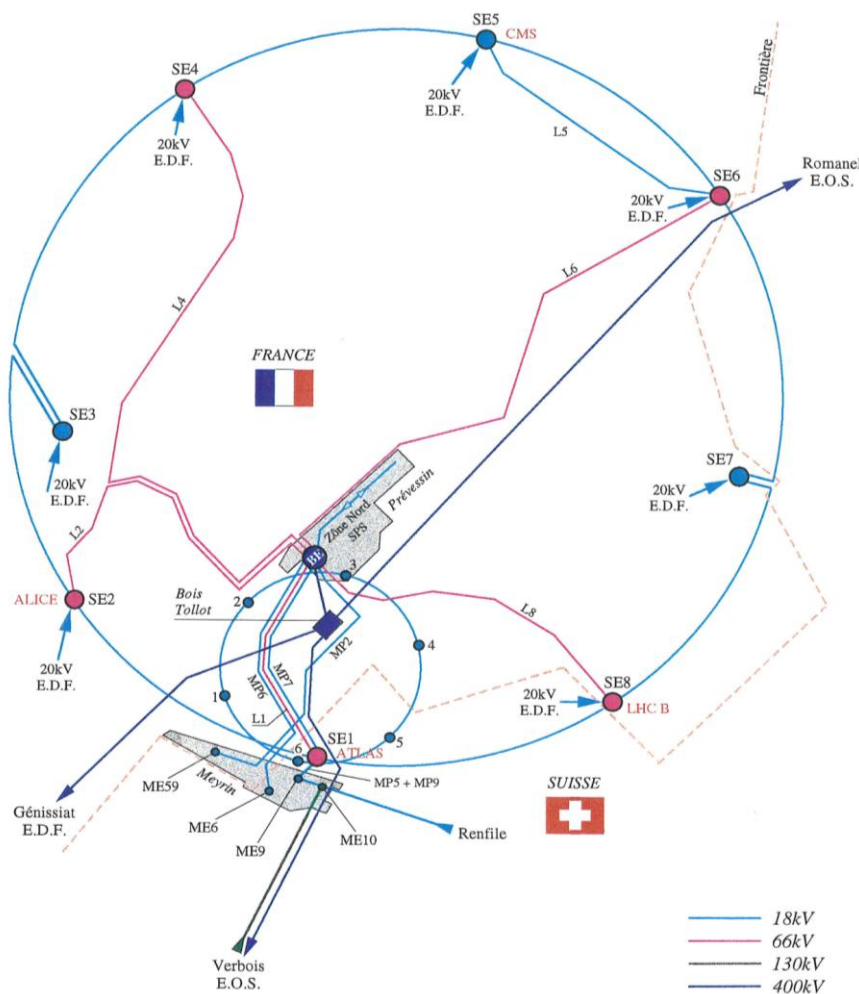 SE5
CMS
SE4
20kV
E.D.F.
Frontière
20kV
E.D.F.
L5
SE6
Romanel
E.O.S.
20kV
E.D.F.
L6
L4
FRANCE
SE3
20kV
E.D.F.
SE7
20kV
E.D.F.
Prévessin
Zône Nord
SPS
BE
3
L2
ALICE
SE2
20kV
E.D.F.
Bois
Tollot
2
4
MP2
L8
MP7
MP6
1
L1
SE8
20kV
E.D.F.
LHC B
SE1
ATLAS
5
6
Meyrin
MP5 + MP9
ME59
ME6
ME9
ME10
Renfile
SUISSE
Génissiat
E.D.F.
Verbois
E.O.S.
18kV
66kV
130kV
400kV